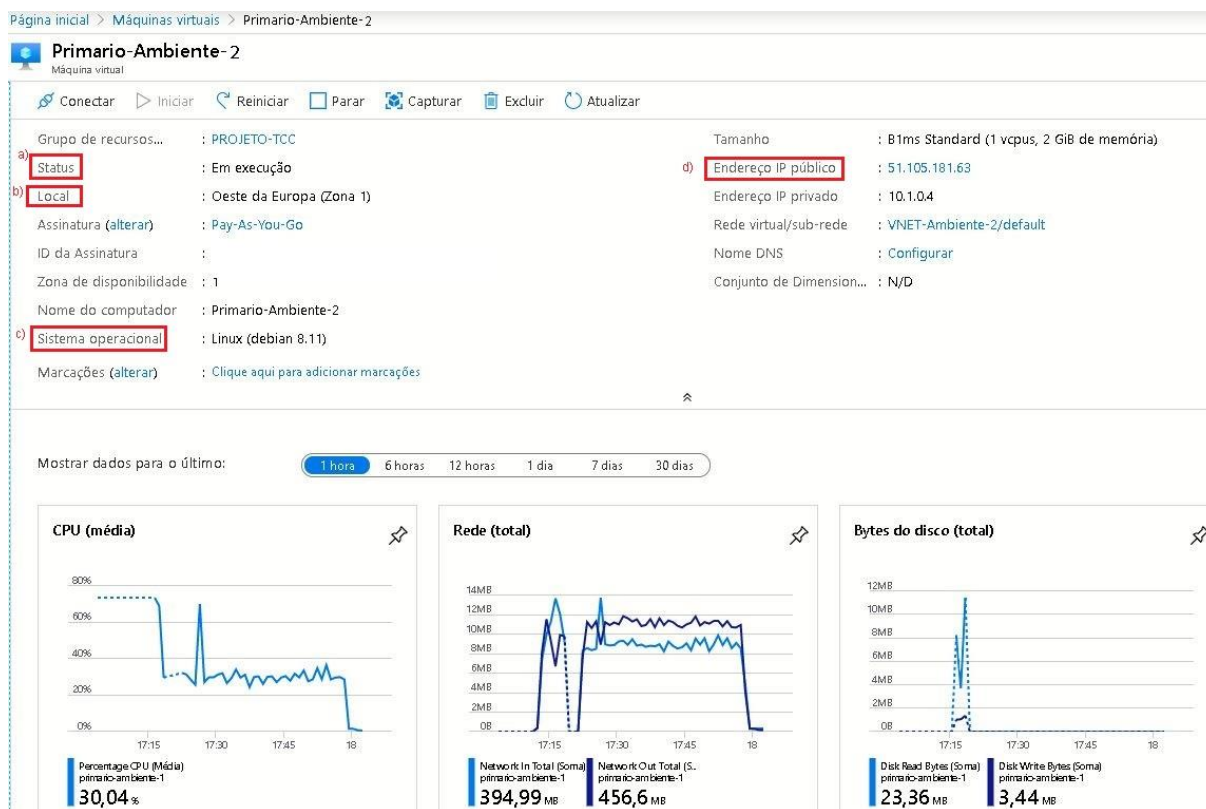 Página inicial > Máquinas virtuais > Primario-Ambiente-2
Primario-Ambiente-2
Máquina virtual
Conectar Iniciar Reiniciar Parar Capturar Excluir Atualizar
Grupo de recursos... : PROJETO-TCC
a) Status : Em execução
b) Local : Oeste da Europa (Zona 1)
Assinatura (alterar) : Pay-As-You-Go
ID da Assinatura :
Zona de disponibilidade : 1
Nome do computador : Primario-Ambiente-2
c) Sistema operacional : Linux (debian 8.11)
Marcações (alterar) : Clique aqui para adicionar marcações
Tamanho : B1ms Standard (1 vcpus, 2 GiB de memória)
d) Endereço IP público : 51.105.181.63
Endereço IP privado : 10.1.0.4
Rede virtual/sub-rede : VNET-Ambiente-2/default
Nome DNS : Configurar
Conjunto de Dimension... : N/D
Mostrar dados para o último: 1 hora 6 horas 12 horas 1 dia 7 dias 30 dias
CPU (média)
80%
60%
40%
20%
0%
17:15 17:30 17:45 18
Percentage CPU (Média)
primario-ambiente-1
30,04 %
Rede (total)
14MB
12MB
10MB
8MB
6MB
4MB
2MB
0B
17:15 17:30 17:45 18
Network In Total (Soma) Network Out Total (S..
primario-ambiente-1 primario-ambiente-1
394,99 MB 456,6 MB
Bytes do disco (total)
12MB
10MB
8MB
6MB
4MB
2MB
0B
17:15 17:30 17:45 18
Disk Read Bytes (Soma) Disk Write Bytes (Soma)
primario-ambiente-1 primario-ambiente-1
23,36 MB 3,44 MB